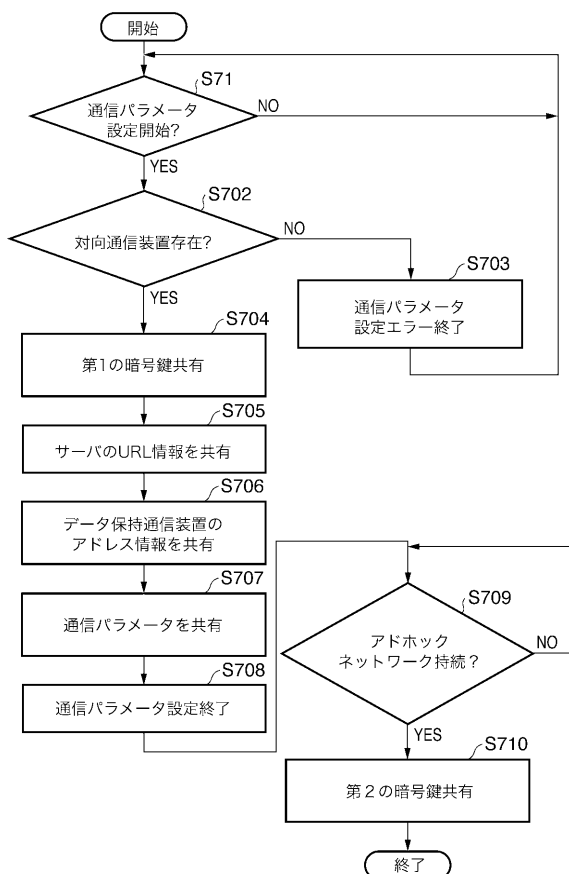 開始
S71
通信パラメータ
設定開始?
NO
YES
S702
対向通信装置存在?
NO
YES
S703
通信パラメータ
設定エラー終了
S704
第1の暗号鍵共有
S705
サーバのURL情報を共有
S706
データ保持通信装置の
アドレス情報を共有
S707
通信パラメータを共有
S708
通信パラメータ設定終了
S709
アドホック
ネットワーク持続?
NO
YES
S710
第2の暗号鍵共有
終了